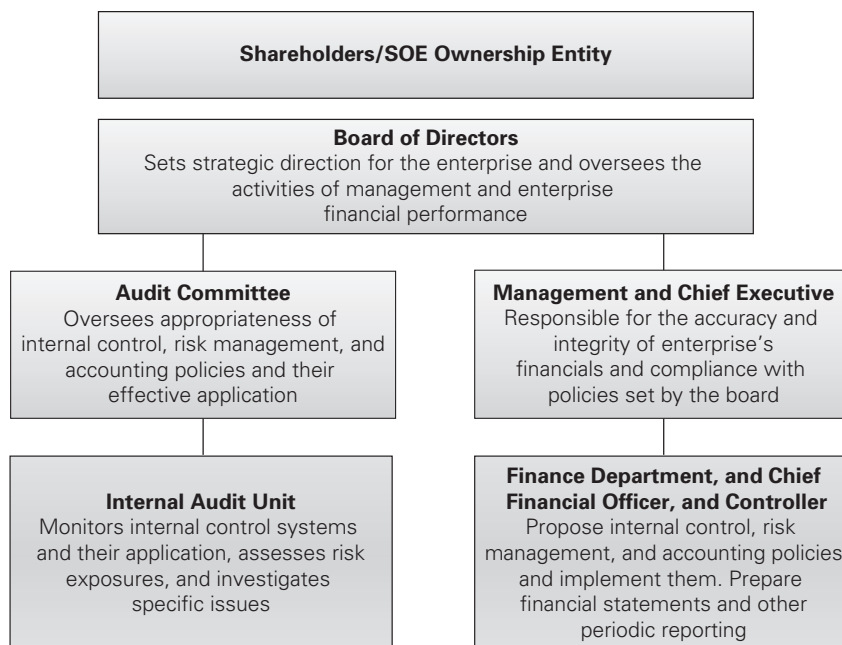 Shareholders/SOE Ownership Entity
Board of Directors
Sets strategic direction for the enterprise and oversees the
activities of management and enterprise
financial performance
Audit Committee
Oversees appropriateness of
internal control, risk management, and
accounting policies and their
effective application
Management and Chief Executive
Responsible for the accuracy and
integrity of enterprise's
financials and compliance with
policies set by the board
Internal Audit Unit
Monitors internal control systems
and their application, assesses risk
exposures, and investigates
specific issues
Finance Department, and Chief
Financial Officer, and Controller
Propose internal control, risk
management, and accounting policies
and implement them. Prepare
financial statements and other
periodic reporting